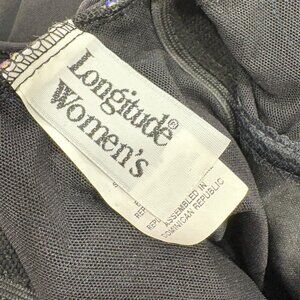 Longitude®
Women's
ASSEMBLED IN
DOMINICAN REPUBLIC